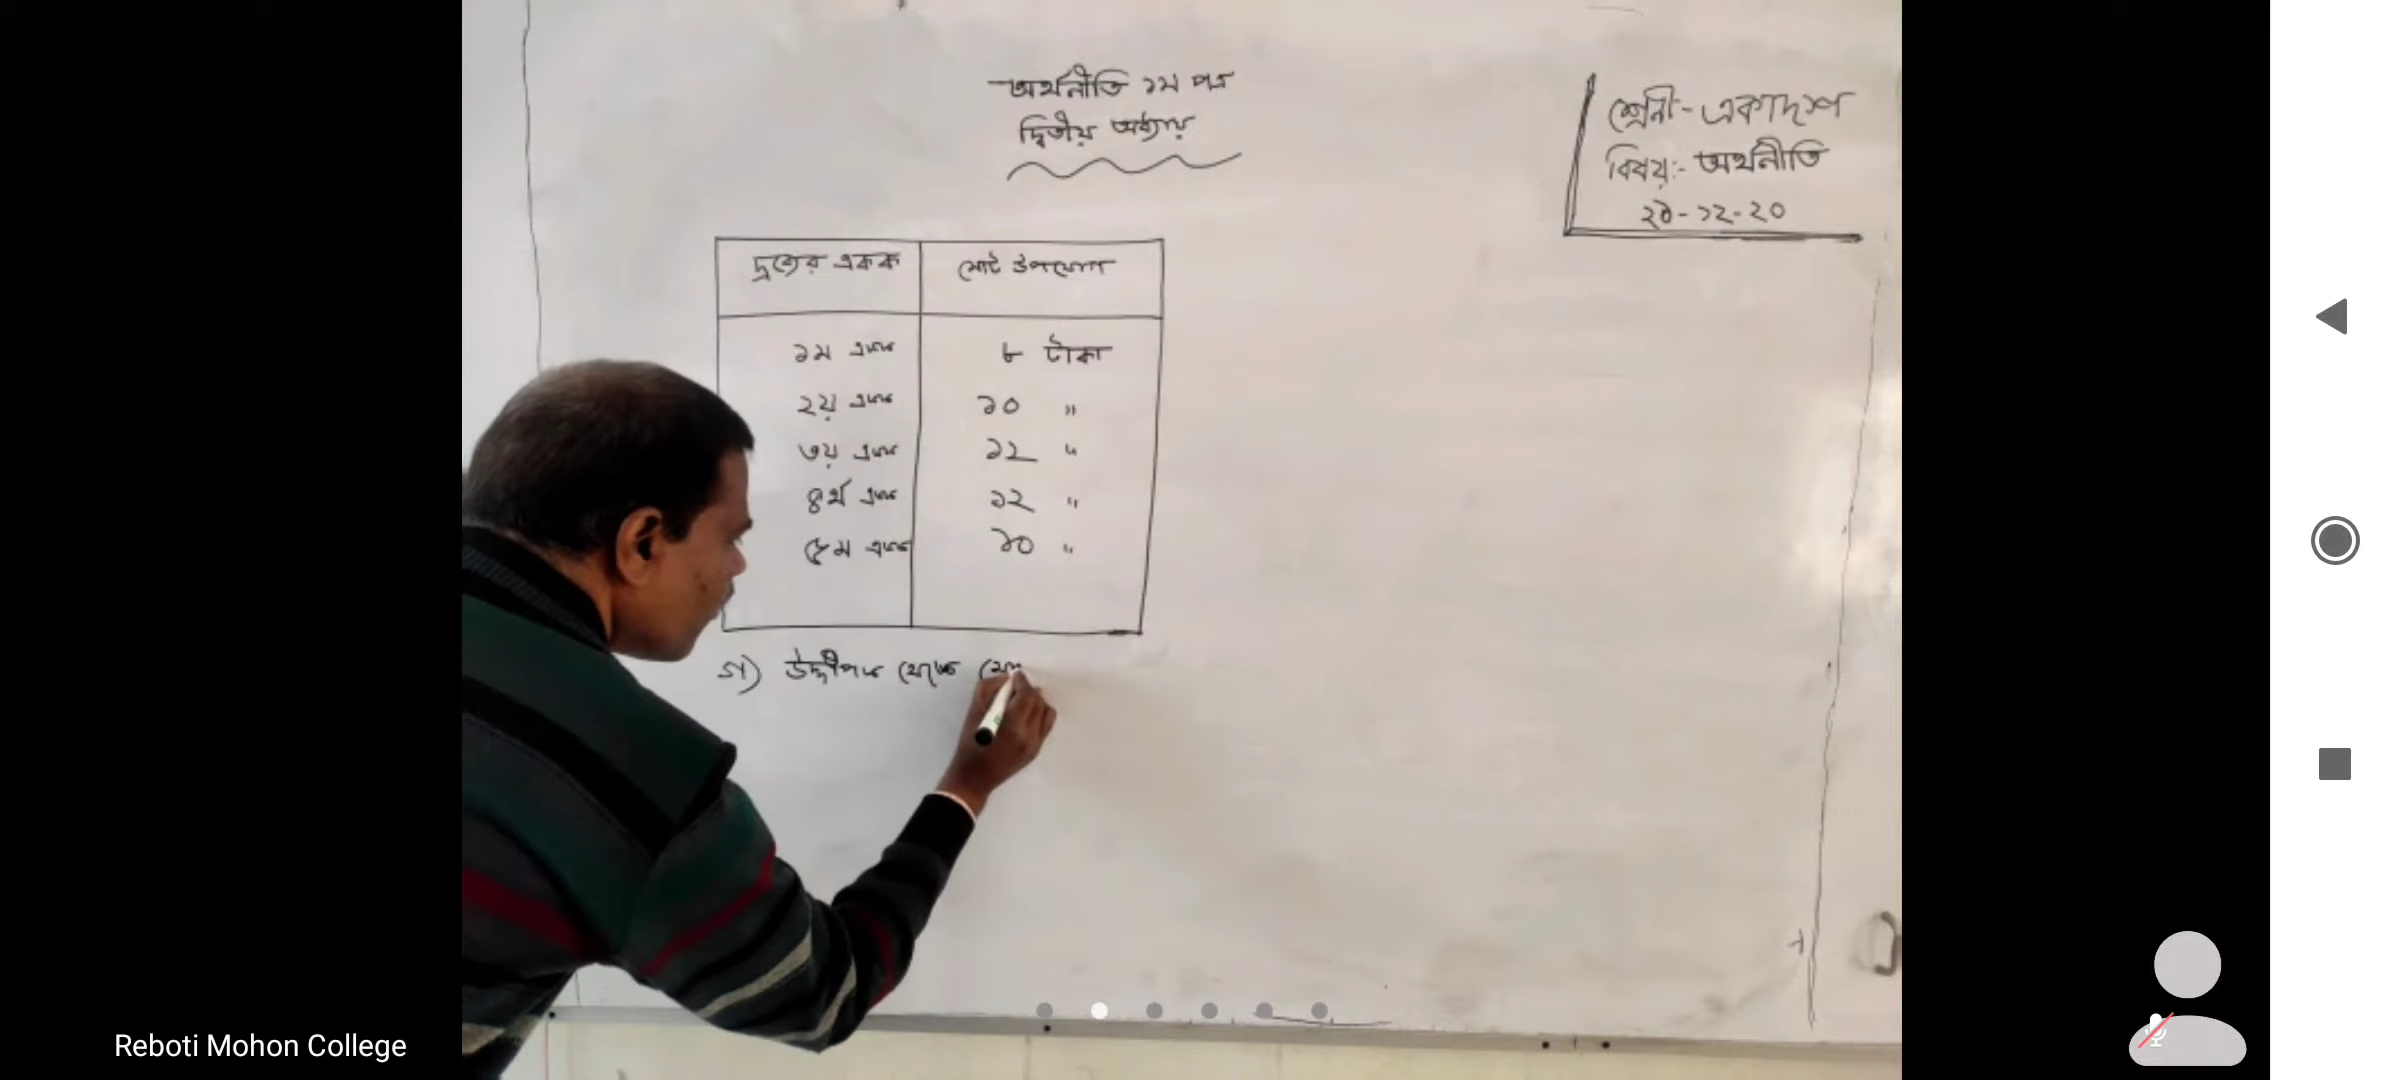 অর্থনীতি ১ম পত্র
দ্বিতীয় অধ্যায়
শ্রেনী - একাদশ
বিষয়:- অর্থনীতি
২৯-১২-২০
দ্রব্যের একক মোট উপযোগ
১ম একক ৮ টাকা
২য় একক ১০ "
৩য় একক ১২ "
৪র্থ একক ১২ "
৫ম একক ১০ "
গ) উদ্দীপক থেকে
Reboti Mohon College